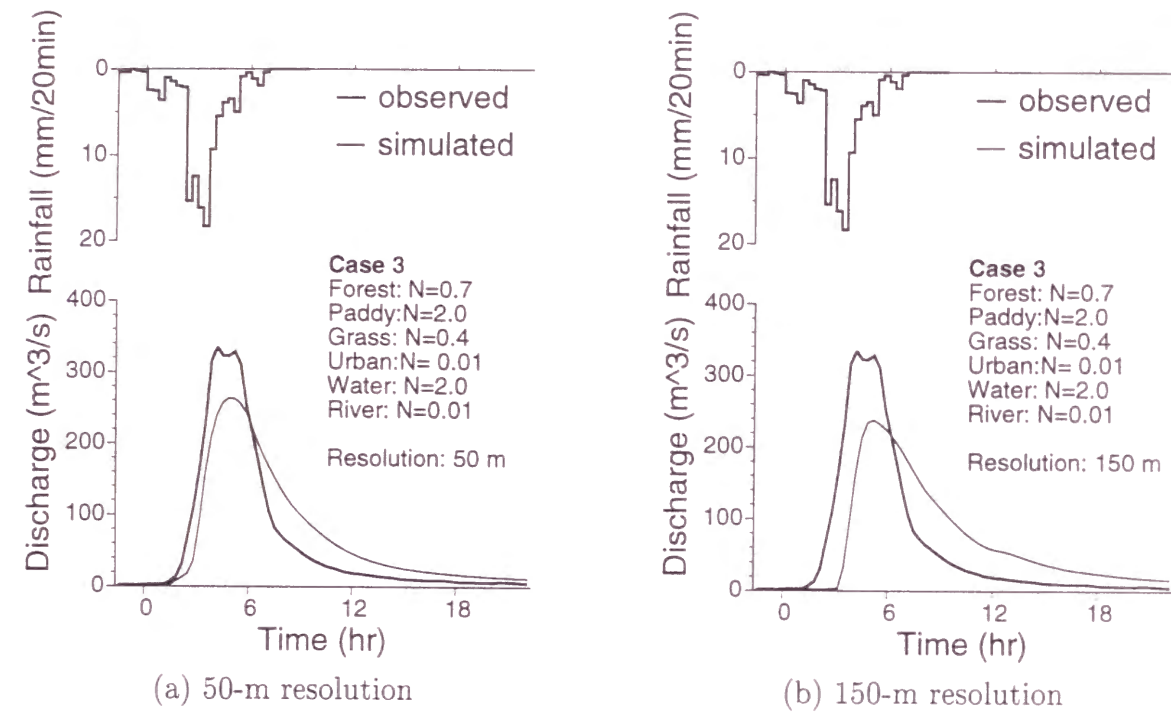 Rainfall (mm/20min)
0
10
20
observed
simulated
Case 3
Forest: N=0.7
Paddy:N=2.0
Grass: N=0.4
Urban:N= 0.01
Water: N=2.0
River: N=0.01
Resolution: 50 m
Discharge (m^3/s)
400
300
200
100
0
0 6 12 18
Time (hr)
(a) 50-m resolution
Rainfall (mm/20min)
0
10
20
observed
simulated
Case 3
Forest: N=0.7
Paddy:N=2.0
Grass: N=0.4
Urban:N= 0.01
Water: N=2.0
River: N=0.01
Resolution: 150 m
Discharge (m^3/s)
400
300
200
100
0
0 6 12 18
Time (hr)
(b) 150-m resolution